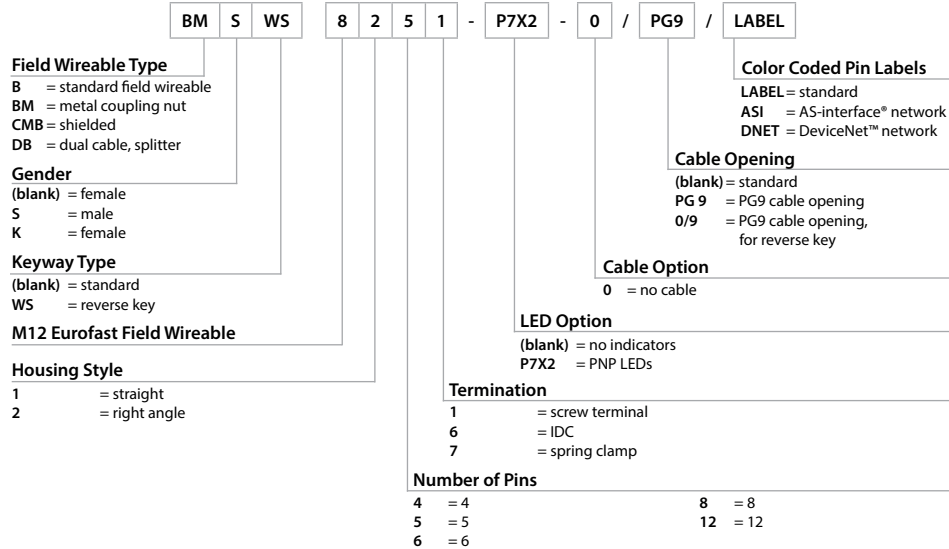 BM S WS 8 2 5 1 - P7X2 - 0 / PG9 / LABEL
Field Wireable Type
B = standard field wireable
BM = metal coupling nut
CMB = shielded
DB = dual cable, splitter
Gender
(blank) = female
S = male
K = female
Keyway Type
(blank) = standard
WS = reverse key
M12 Eurofast Field Wireable
Housing Style
1 = straight
2 = right angle
Color Coded Pin Labels
LABEL = standard
ASI = AS-interface® network
DNET = DeviceNet™ network
Cable Opening
(blank) = standard
PG 9 = PG9 cable opening
0/9 = PG9 cable opening,
for reverse key
Cable Option
0 = no cable
LED Option
(blank) = no indicators
P7X2 = PNP LEDs
Termination
1 = screw terminal
6 = IDC
7 = spring clamp
Number of Pins
4 = 4
5 = 5
6 = 6
8 = 8
12 = 12